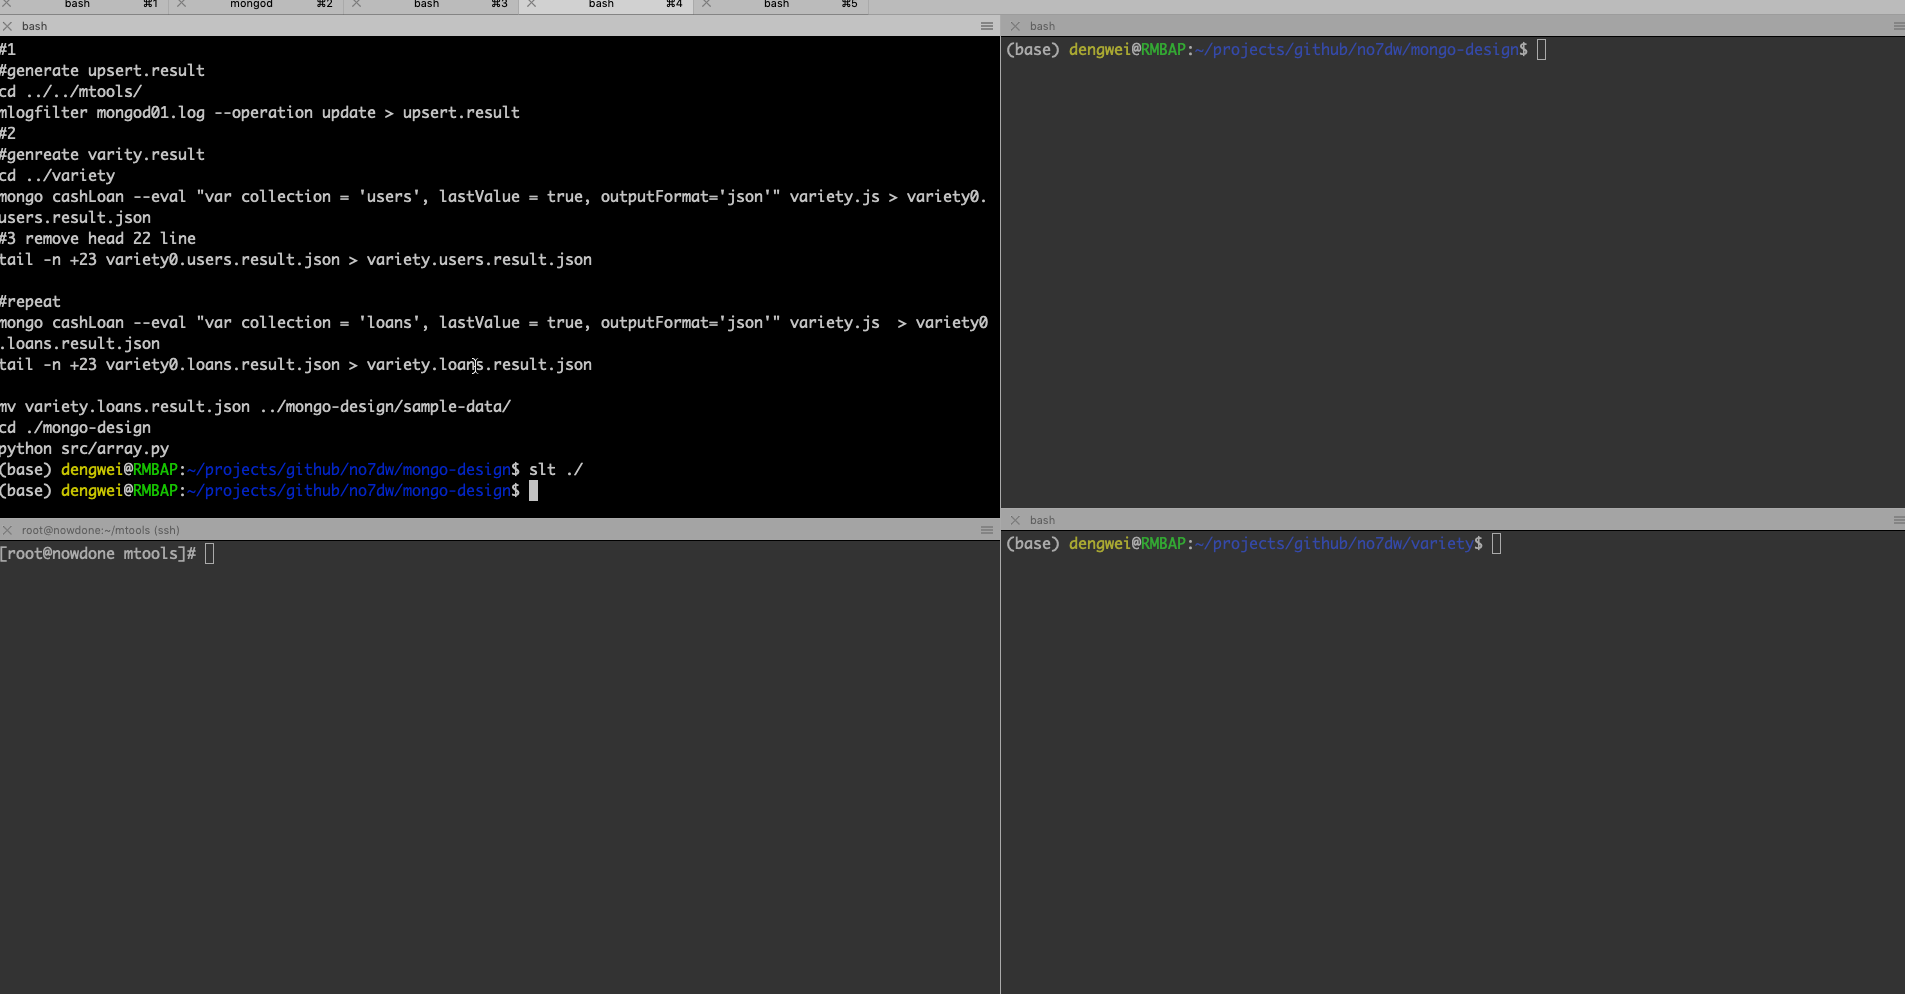 bash ⌘1 mongod ⌘2 bash ⌘3 bash ⌘4 bash ⌘5
bash
#1
#generate upsert.result
cd ../../mtools/
mlogfilter mongod01.log --operation update > upsert.result
#2
#genreate varity.result
cd ../variety
mongo cashLoan --eval "var collection = 'users', lastValue = true, outputFormat='json'" variety.js > variety0.
users.result.json
#3 remove head 22 line
tail -n +23 variety0.users.result.json > variety.users.result.json
#repeat
mongo cashLoan --eval "var collection = 'loans', lastValue = true, outputFormat='json'" variety.js  > variety0
.loans.result.json
tail -n +23 variety0.loans.result.json > variety.loans.result.json
mv variety.loans.result.json ../mongo-design/sample-data/
cd ./mongo-design
python src/array.py
(base) dengwei@RMBAP:~/projects/github/no7dw/mongo-design$ slt ./
(base) dengwei@RMBAP:~/projects/github/no7dw/mongo-design$
root@nowdone:~/mtools (ssh)
[root@nowdone mtools]#
bash
(base) dengwei@RMBAP:~/projects/github/no7dw/mongo-design$
bash
(base) dengwei@RMBAP:~/projects/github/no7dw/variety$